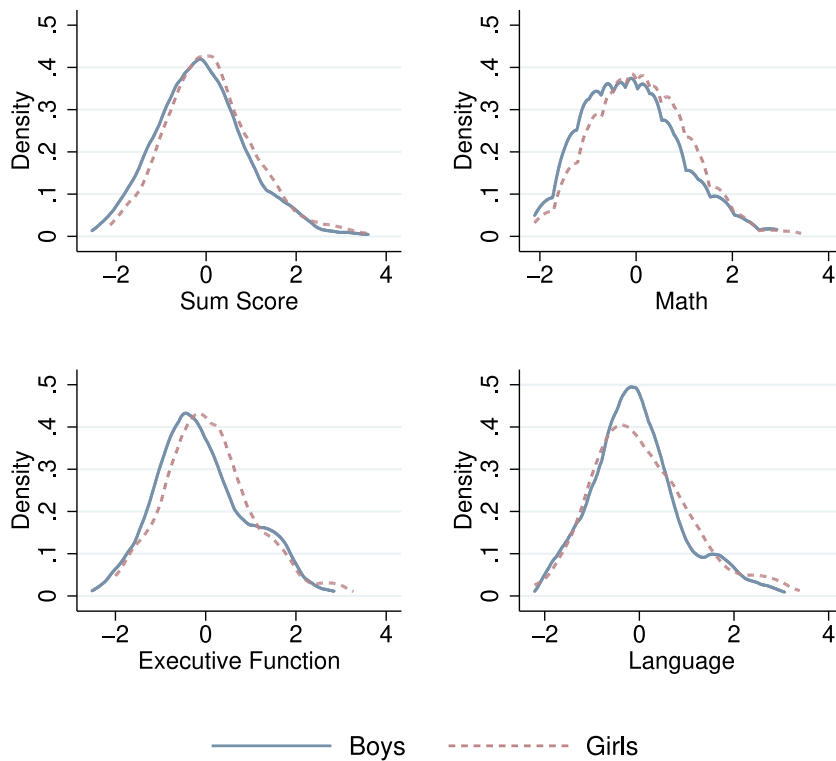 Density
0 .1 .2 .3 .4 .5
−2 0 2 4
Sum Score
Density
0 .1 .2 .3 .4 .5
−2 0 2 4
Math
Density
0 .1 .2 .3 .4 .5
−2 0 2 4
Executive Function
Density
0 .1 .2 .3 .4 .5
−2 0 2 4
Language
Boys Girls